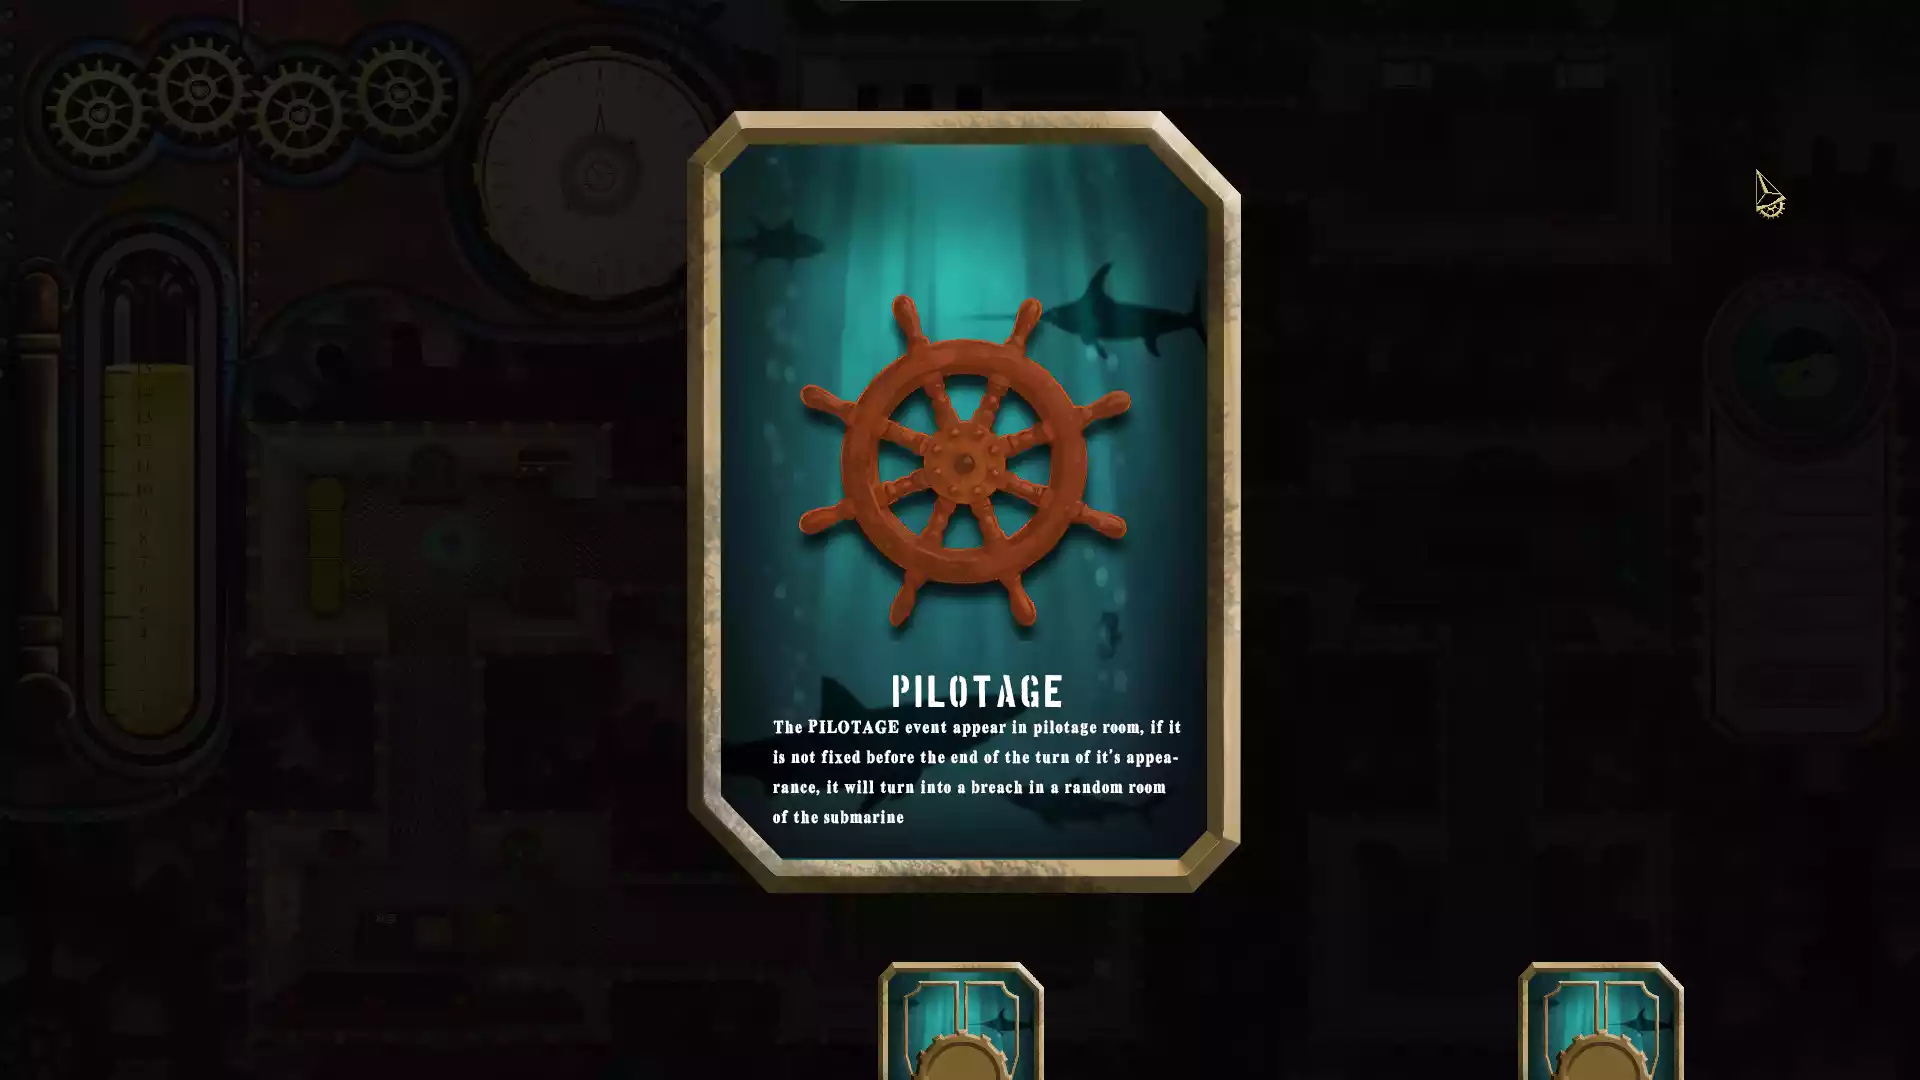 PILOTAGE
The PILOTAGE event appear in pilotage room, if it
is not fixed before the end of the turn of it's appea-
rance, it will turn into a breach in a random room
of the submarine